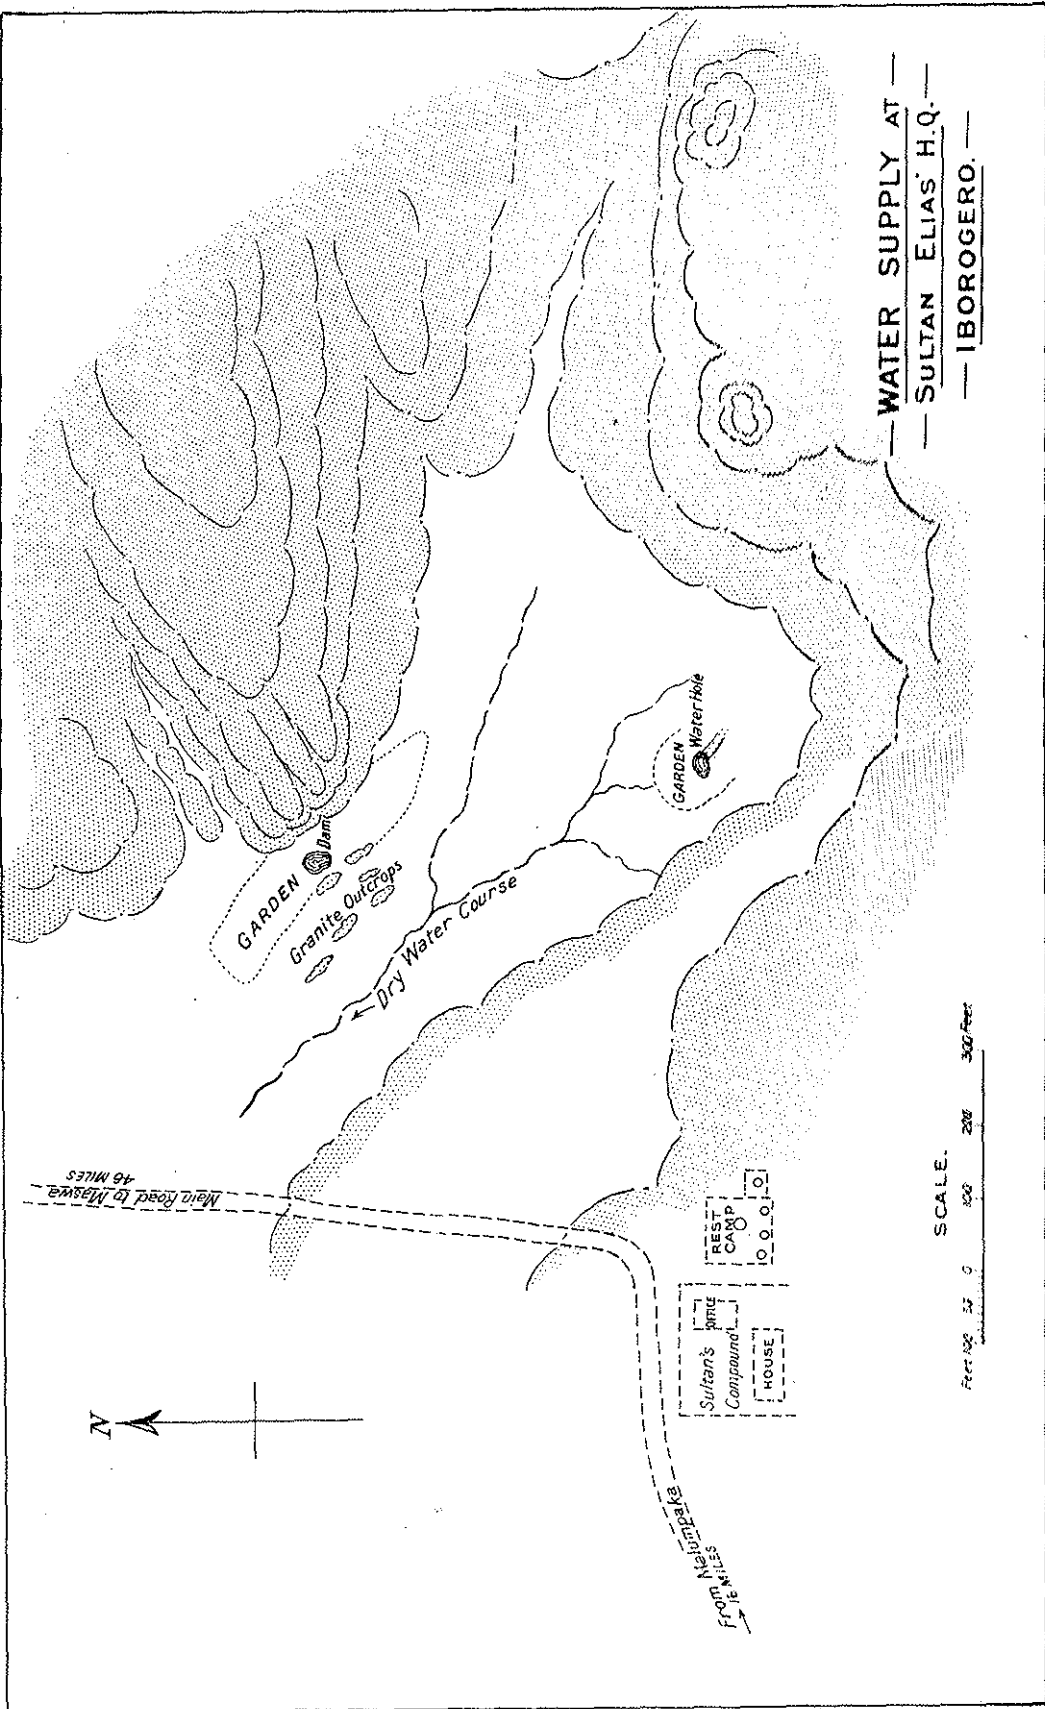 — WATER SUPPLY AT —
— SULTAN ELIAS' H.Q. —
— IBOROGERO. —
N
Main Road to Maswa
46 MILES
GARDEN
Dam
Granite Outcrops
Dry Water Course
GARDEN
Water Hole
REST
CAMP
Sultan's
Compound
OFFICE
HOUSE
From Malumpaka
16 MILES
SCALE.
Feet 100 50 0 100 200 300 Feet